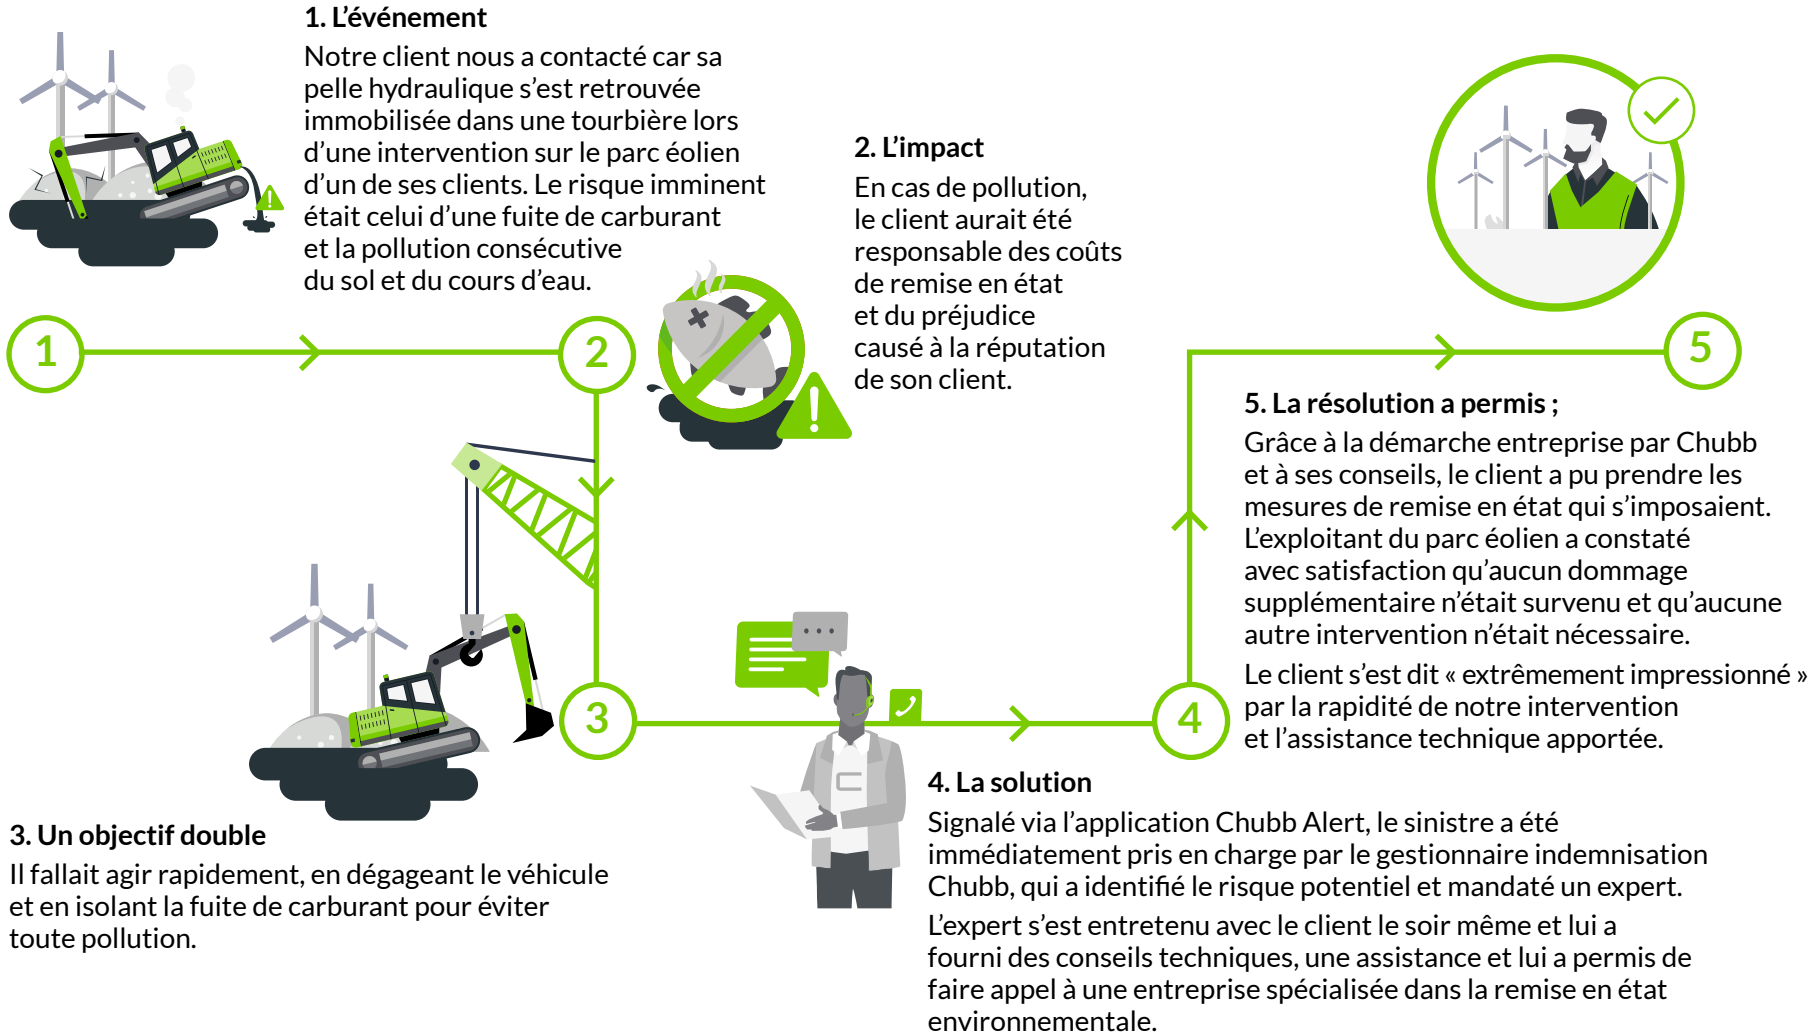 1. L’événement
Notre client nous a contacté car sa
pelle hydraulique s’est retrouvée
immobilisée dans une tourbière lors
d’une intervention sur le parc éolien
d’un de ses clients. Le risque imminent
était celui d’une fuite de carburant
et la pollution consécutive
du sol et du cours d’eau.
1
2
2. L’impact
En cas de pollution,
le client aurait été
responsable des coûts
de remise en état
et du préjudice
causé à la réputation
de son client.
3
3. Un objectif double
Il fallait agir rapidement, en dégageant le véhicule
et en isolant la fuite de carburant pour éviter
toute pollution.
4
4. La solution
Signalé via l’application Chubb Alert, le sinistre a été
immédiatement pris en charge par le gestionnaire indemnisation
Chubb, qui a identifié le risque potentiel et mandaté un expert.
L’expert s’est entretenu avec le client le soir même et lui a
fourni des conseils techniques, une assistance et lui a permis de
faire appel à une entreprise spécialisée dans la remise en état
environnementale.
5
5. La résolution a permis ;
Grâce à la démarche entreprise par Chubb
et à ses conseils, le client a pu prendre les
mesures de remise en état qui s’imposaient.
L’exploitant du parc éolien a constaté
avec satisfaction qu’aucun dommage
supplémentaire n’était survenu et qu’aucune
autre intervention n’était nécessaire.
Le client s’est dit « extrêmement impressionné »
par la rapidité de notre intervention
et l’assistance technique apportée.